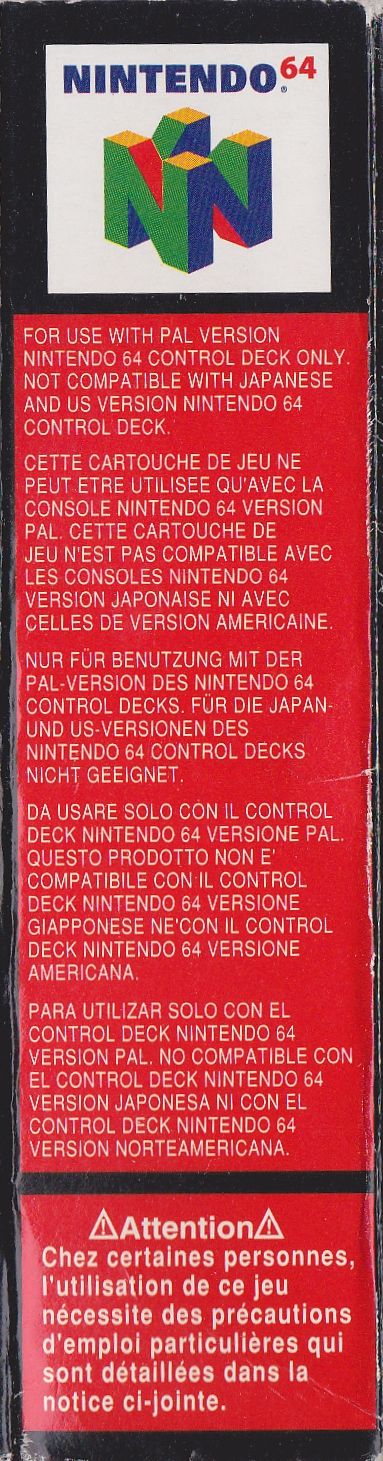 NINTENDO 64
FOR USE WITH PAL VERSION
NINTENDO 64 CONTROL DECK ONLY.
NOT COMPATIBLE WITH JAPANESE
AND US VERSION NINTENDO 64
CONTROL DECK.
CETTE CARTOUCHE DE JEU NE
PEUT ETRE UTILISEE QU'AVEC LA
CONSOLE NINTENDO 64 VERSION
PAL. CETTE CARTOUCHE DE
JEU N'EST PAS COMPATIBLE AVEC
LES CONSOLES NINTENDO 64
VERSION JAPONAISE NI AVEC
CELLES DE VERSION AMERICAINE.
NUR FÜR BENUTZUNG MIT DER
PAL-VERSION DES NINTENDO 64
CONTROL DECKS. FÜR DIE JAPAN-
UND US-VERSIONEN DES
NINTENDO 64 CONTROL DECKS
NICHT GEEIGNET.
DA USARE SOLO CON IL CONTROL
DECK NINTENDO 64 VERSIONE PAL.
QUESTO PRODOTTO NON E'
COMPATIBILE CON IL CONTROL
DECK NINTENDO 64 VERSIONE
GIAPPONESE NE'CON IL CONTROL
DECK NINTENDO 64 VERSIONE
AMERICANA.
PARA UTILIZAR SOLO CON EL
CONTROL DECK NINTENDO 64
VERSION PAL. NO COMPATIBLE CON
EL CONTROL DECK NINTENDO 64
VERSION JAPONESA NI CON EL
CONTROL DECK NINTENDO 64
VERSION NORTEAMERICANA.
⚠Attention⚠
Chez certaines personnes,
l'utilisation de ce jeu
nécessite des précautions
d'emploi particulières qui
sont détaillées dans la
notice ci-jointe.